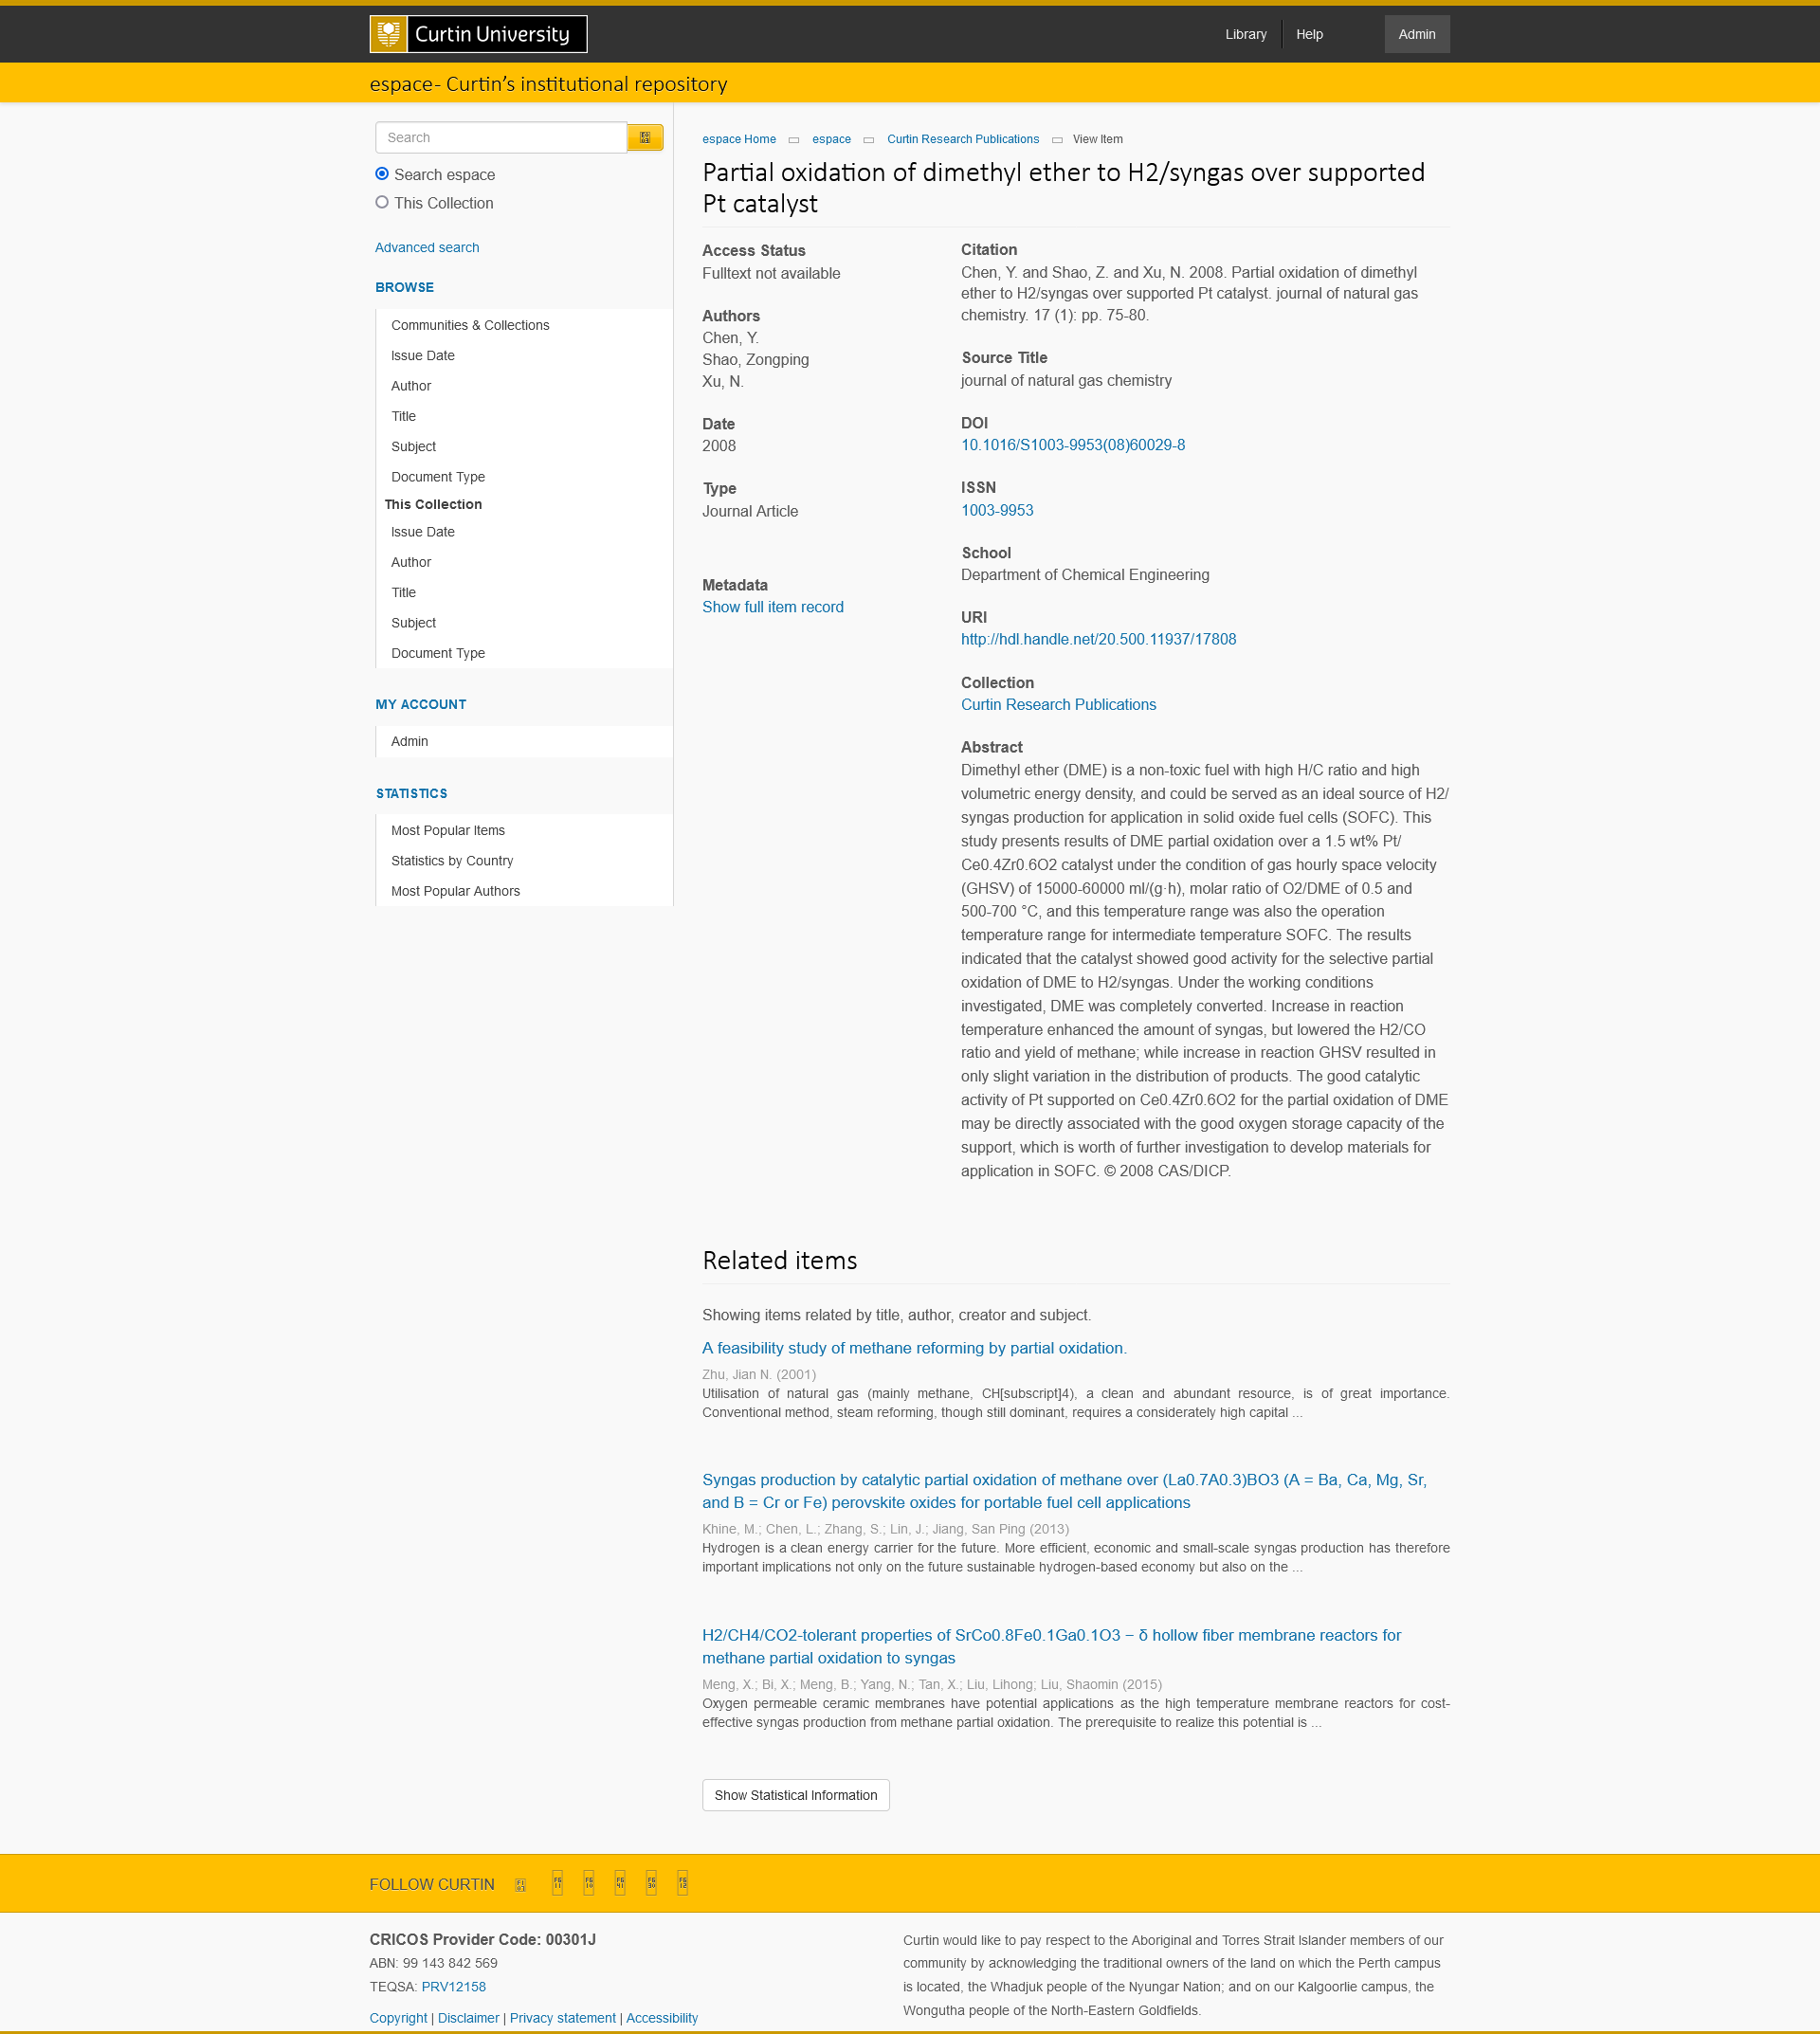 Curtin University
Library
Help
Admin
espace - Curtin’s institutional repository
Search
Search espace
This Collection
Advanced search
BROWSE
Communities & Collections
Issue Date
Author
Title
Subject
Document Type
This Collection
Issue Date
Author
Title
Subject
Document Type
MY ACCOUNT
Admin
STATISTICS
Most Popular Items
Statistics by Country
Most Popular Authors
espace Home
espace
Curtin Research Publications
View Item
Partial oxidation of dimethyl ether to H2/syngas over supported
Pt catalyst
Access Status
Fulltext not available
Authors
Chen, Y.
Shao, Zongping
Xu, N.
Date
2008
Type
Journal Article
Metadata
Show full item record
Citation
Chen, Y. and Shao, Z. and Xu, N. 2008. Partial oxidation of dimethyl
ether to H2/syngas over supported Pt catalyst. journal of natural gas
chemistry. 17 (1): pp. 75-80.
Source Title
journal of natural gas chemistry
DOI
10.1016/S1003-9953(08)60029-8
ISSN
1003-9953
School
Department of Chemical Engineering
URI
http://hdl.handle.net/20.500.11937/17808
Collection
Curtin Research Publications
Abstract
Dimethyl ether (DME) is a non-toxic fuel with high H/C ratio and high
volumetric energy density, and could be served as an ideal source of H2/
syngas production for application in solid oxide fuel cells (SOFC). This
study presents results of DME partial oxidation over a 1.5 wt% Pt/
Ce0.4Zr0.6O2 catalyst under the condition of gas hourly space velocity
(GHSV) of 15000-60000 ml/(g·h), molar ratio of O2/DME of 0.5 and
500-700 °C, and this temperature range was also the operation
temperature range for intermediate temperature SOFC. The results
indicated that the catalyst showed good activity for the selective partial
oxidation of DME to H2/syngas. Under the working conditions
investigated, DME was completely converted. Increase in reaction
temperature enhanced the amount of syngas, but lowered the H2/CO
ratio and yield of methane; while increase in reaction GHSV resulted in
only slight variation in the distribution of products. The good catalytic
activity of Pt supported on Ce0.4Zr0.6O2 for the partial oxidation of DME
may be directly associated with the good oxygen storage capacity of the
support, which is worth of further investigation to develop materials for
application in SOFC. © 2008 CAS/DICP.
Related items
Showing items related by title, author, creator and subject.
A feasibility study of methane reforming by partial oxidation.
Zhu, Jian N. (2001)
Utilisation of natural gas (mainly methane, CH[subscript]4), a clean and abundant resource, is of great importance.
Conventional method, steam reforming, though still dominant, requires a considerately high capital ...
Syngas production by catalytic partial oxidation of methane over (La0.7A0.3)BO3 (A = Ba, Ca, Mg, Sr,
and B = Cr or Fe) perovskite oxides for portable fuel cell applications
Khine, M.; Chen, L.; Zhang, S.; Lin, J.; Jiang, San Ping (2013)
Hydrogen is a clean energy carrier for the future. More efficient, economic and small-scale syngas production has therefore
important implications not only on the future sustainable hydrogen-based economy but also on the ...
H2/CH4/CO2-tolerant properties of SrCo0.8Fe0.1Ga0.1O3 − δ hollow fiber membrane reactors for
methane partial oxidation to syngas
Meng, X.; Bi, X.; Meng, B.; Yang, N.; Tan, X.; Liu, Lihong; Liu, Shaomin (2015)
Oxygen permeable ceramic membranes have potential applications as the high temperature membrane reactors for cost-
effective syngas production from methane partial oxidation. The prerequisite to realize this potential is ...
Show Statistical Information
FOLLOW CURTIN
CRICOS Provider Code: 00301J
ABN: 99 143 842 569
TEQSA: PRV12158
Copyright | Disclaimer | Privacy statement | Accessibility
Curtin would like to pay respect to the Aboriginal and Torres Strait Islander members of our
community by acknowledging the traditional owners of the land on which the Perth campus
is located, the Whadjuk people of the Nyungar Nation; and on our Kalgoorlie campus, the
Wongutha people of the North-Eastern Goldfields.